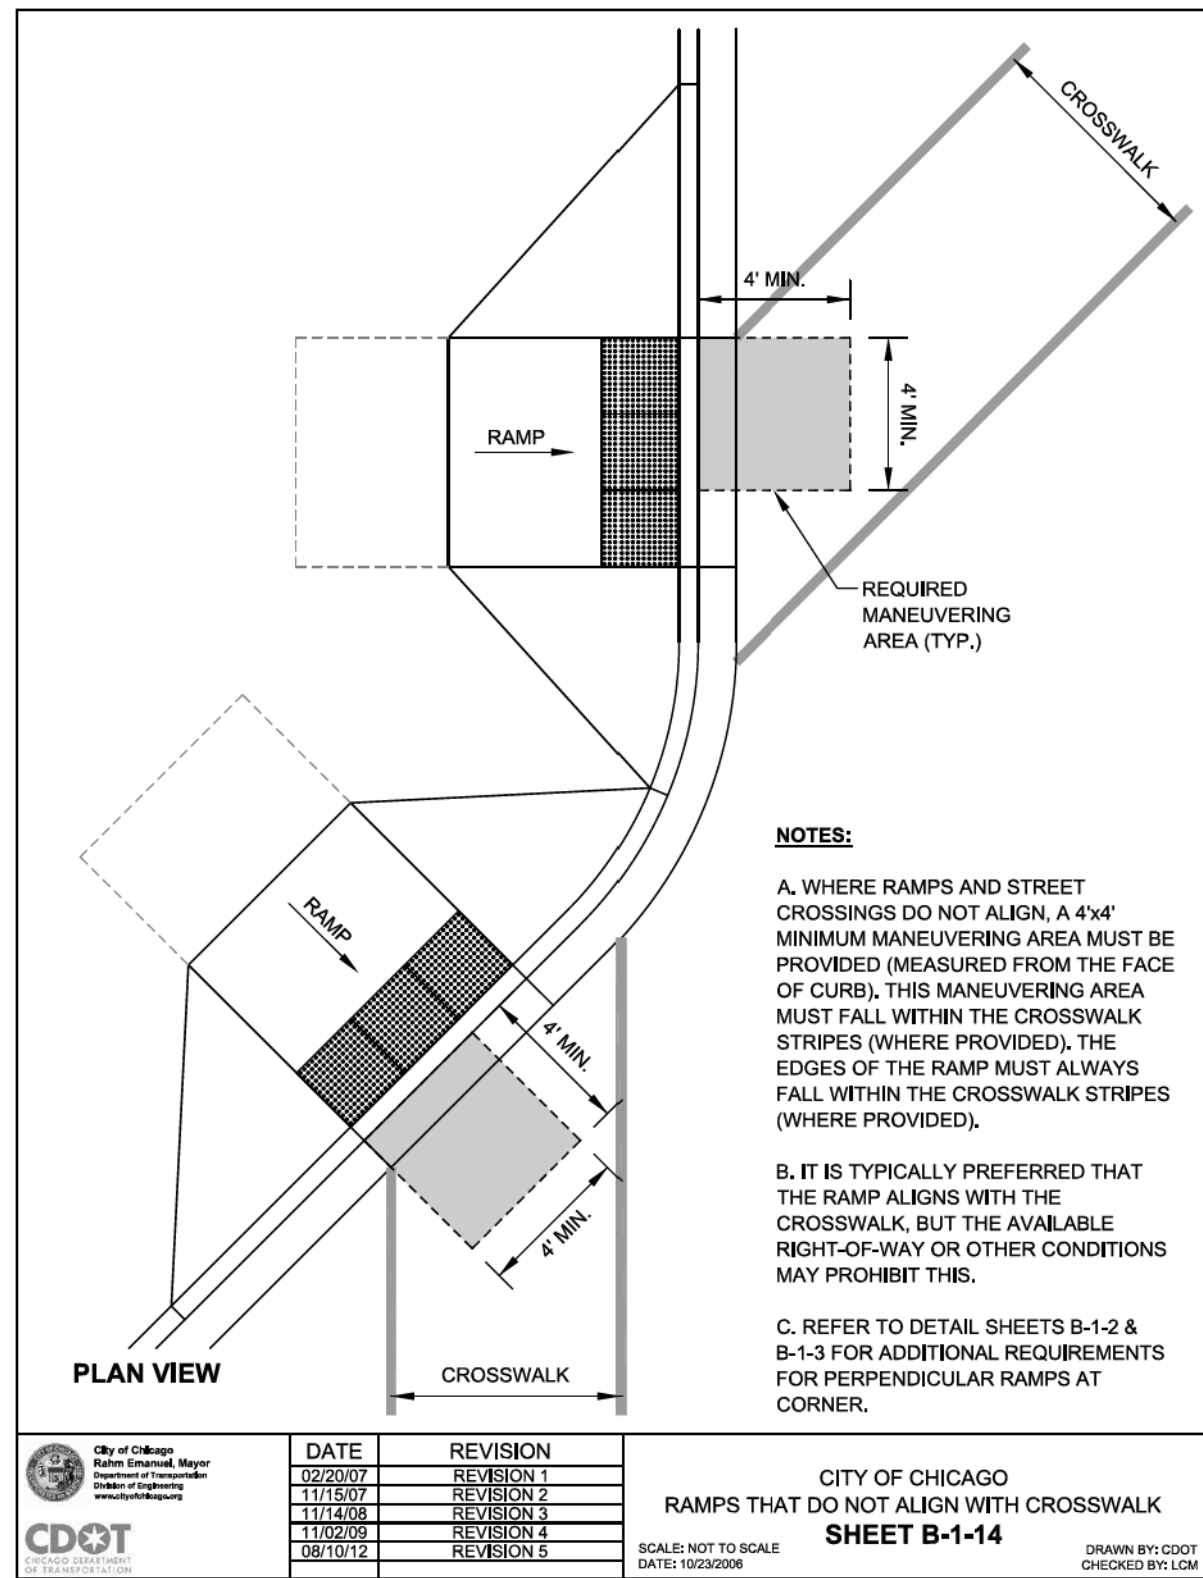 CROSSWALK
4' MIN.
4' MIN.
RAMP
REQUIRED
MANEUVERING
AREA (TYP.)
RAMP
4' MIN.
4' MIN.
CROSSWALK
PLAN VIEW
NOTES:
A. WHERE RAMPS AND STREET
CROSSINGS DO NOT ALIGN, A 4'x4'
MINIMUM MANEUVERING AREA MUST BE
PROVIDED (MEASURED FROM THE FACE
OF CURB). THIS MANEUVERING AREA
MUST FALL WITHIN THE CROSSWALK
STRIPES (WHERE PROVIDED). THE
EDGES OF THE RAMP MUST ALWAYS
FALL WITHIN THE CROSSWALK STRIPES
(WHERE PROVIDED).
B. IT IS TYPICALLY PREFERRED THAT
THE RAMP ALIGNS WITH THE
CROSSWALK, BUT THE AVAILABLE
RIGHT-OF-WAY OR OTHER CONDITIONS
MAY PROHIBIT THIS.
C. REFER TO DETAIL SHEETS B-1-2 &
B-1-3 FOR ADDITIONAL REQUIREMENTS
FOR PERPENDICULAR RAMPS AT
CORNER.
City of Chicago
Rahm Emanuel, Mayor
Department of Transportation
Division of Engineering
www.cityofchicago.org
CDOT
CHICAGO DEPARTMENT
OF TRANSPORTATION
DATE REVISION
02/20/07 REVISION 1
11/15/07 REVISION 2
11/14/08 REVISION 3
11/02/09 REVISION 4
08/10/12 REVISION 5
CITY OF CHICAGO
RAMPS THAT DO NOT ALIGN WITH CROSSWALK
SHEET B-1-14
SCALE: NOT TO SCALE
DATE: 10/23/2006
DRAWN BY: CDOT
CHECKED BY: LCM